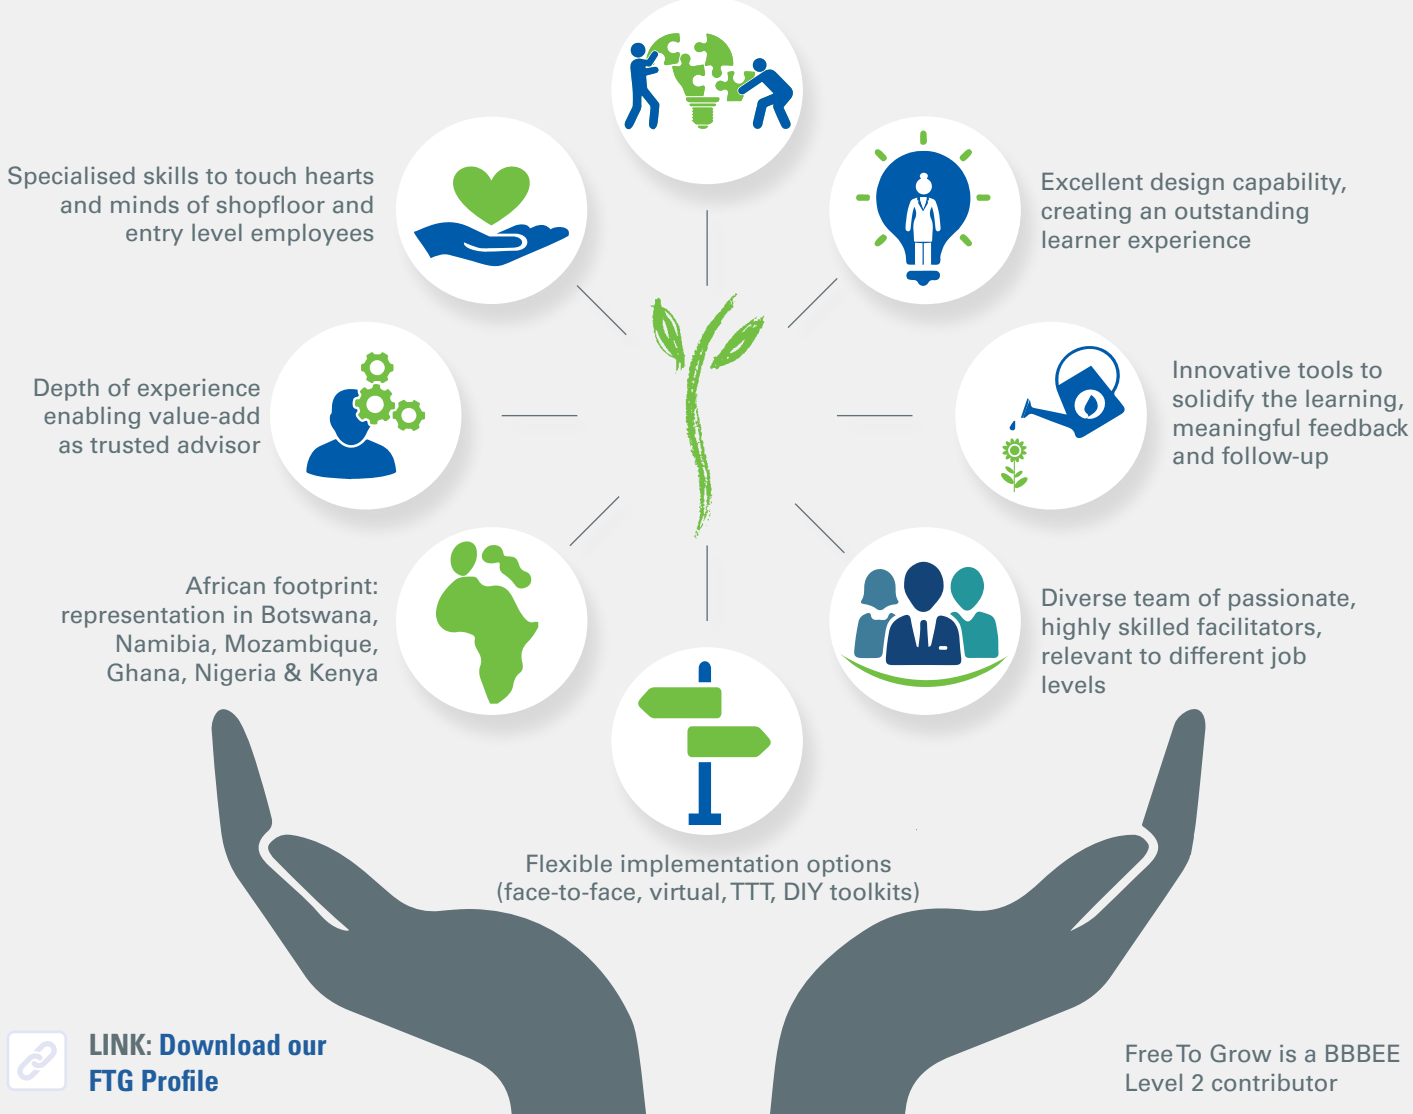 Specialised skills to touch hearts
and minds of shopfloor and
entry level employees
Excellent design capability,
creating an outstanding
learner experience
Depth of experience
enabling value-add
as trusted advisor
Innovative tools to
solidify the learning,
meaningful feedback
and follow-up
African footprint:
representation in Botswana,
Namibia, Mozambique,
Ghana, Nigeria & Kenya
Diverse team of passionate,
highly skilled facilitators,
relevant to different job
levels
Flexible implementation options
(face-to-face, virtual, TTT, DIY toolkits)
LINK: Download our
FTG Profile
Free To Grow is a BBBEE
Level 2 contributor